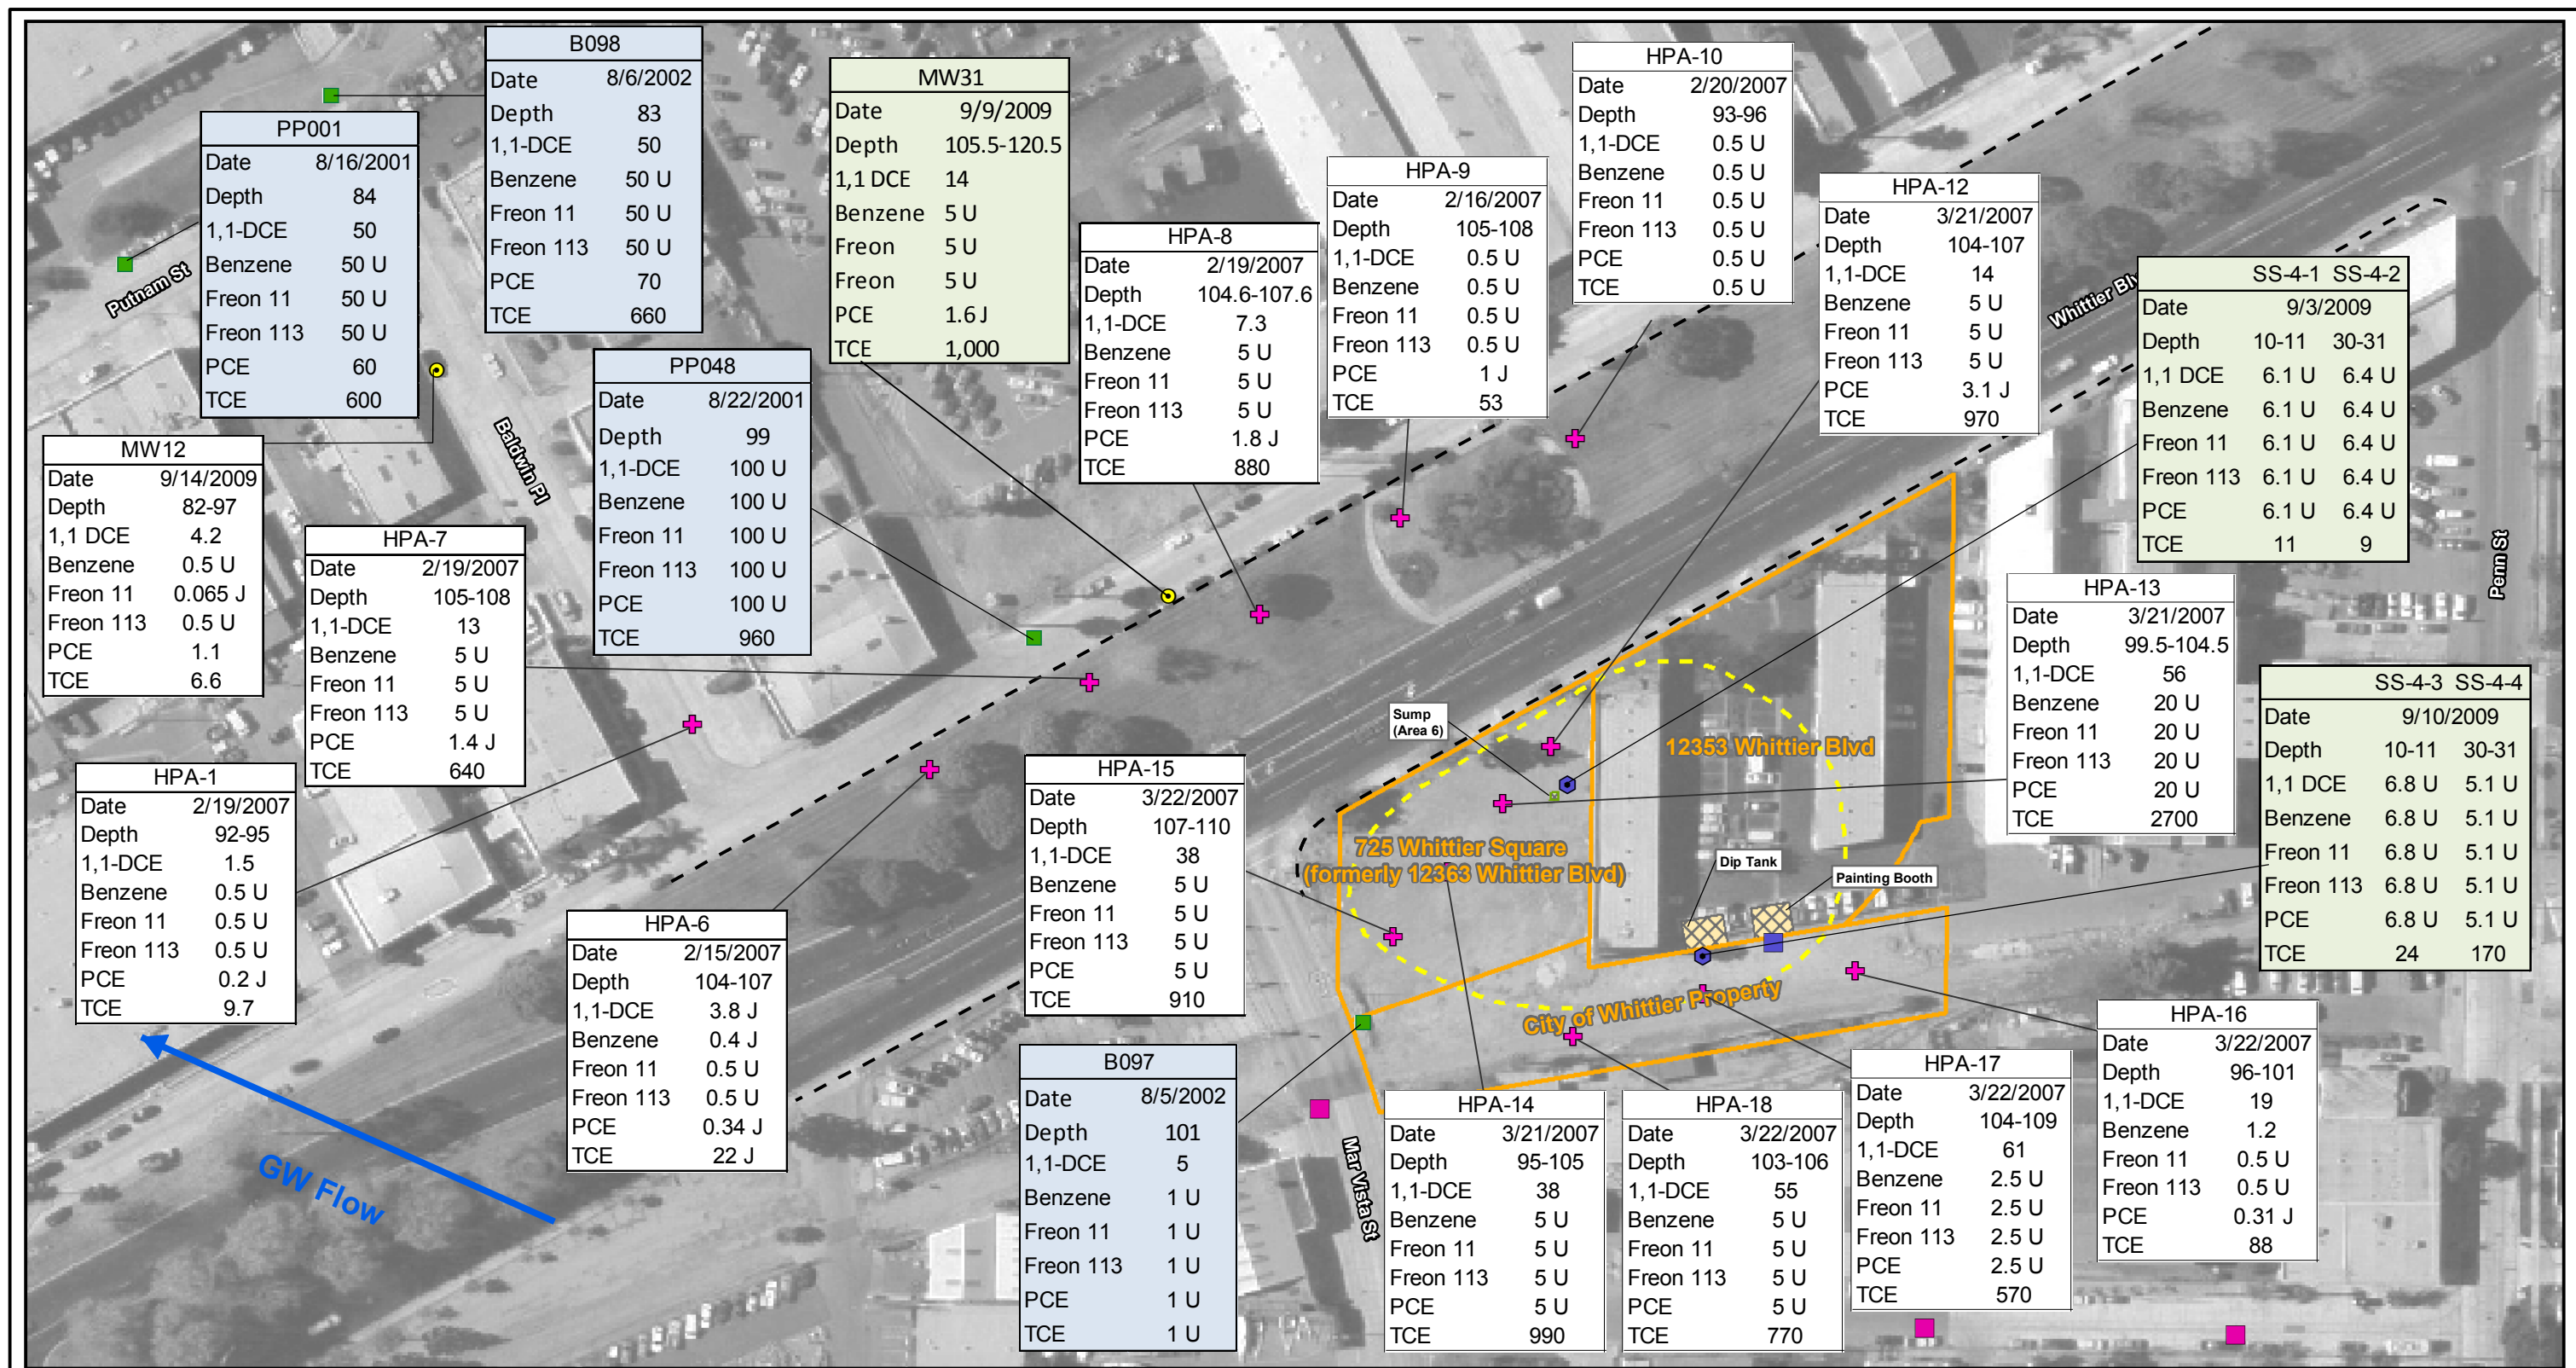 B098
Date 8/6/2002
Depth 83
1,1-DCE 50
Benzene 50 U
Freon 11 50 U
Freon 113 50 U
PCE 70
TCE 660
PP001
Date 8/16/2001
Depth 84
1,1-DCE 50
Benzene 50 U
Freon 11 50 U
Freon 113 50 U
PCE 60
TCE 600
MW31
Date 9/9/2009
Depth 105.5-120.5
1,1 DCE 14
Benzene 5 U
Freon 5 U
Freon 5 U
PCE 1.6 J
TCE 1,000
HPA-10
Date 2/20/2007
Depth 93-96
1,1-DCE 0.5 U
Benzene 0.5 U
Freon 11 0.5 U
Freon 113 0.5 U
PCE 0.5 U
TCE 0.5 U
HPA-9
Date 2/16/2007
Depth 105-108
1,1-DCE 0.5 U
Benzene 0.5 U
Freon 11 0.5 U
Freon 113 0.5 U
PCE 1 J
TCE 53
HPA-12
Date 3/21/2007
Depth 104-107
1,1-DCE 14
Benzene 5 U
Freon 11 5 U
Freon 113 5 U
PCE 3.1 J
TCE 970
HPA-8
Date 2/19/2007
Depth 104.6-107.6
1,1-DCE 7.3
Benzene 5 U
Freon 11 5 U
Freon 113 5 U
PCE 1.8 J
TCE 880
SS-4-1 SS-4-2
Date 9/3/2009
Depth 10-11 30-31
1,1 DCE 6.1 U 6.4 U
Benzene 6.1 U 6.4 U
Freon 11 6.1 U 6.4 U
Freon 113 6.1 U 6.4 U
PCE 6.1 U 6.4 U
TCE 11 9
Putnam St
Whittier Blv
Baldwin Pl
Penn St
PP048
Date 8/22/2001
Depth 99
1,1-DCE 100 U
Benzene 100 U
Freon 11 100 U
Freon 113 100 U
PCE 100 U
TCE 960
MW12
Date 9/14/2009
Depth 82-97
1,1 DCE 4.2
Benzene 0.5 U
Freon 11 0.065 J
Freon 113 0.5 U
PCE 1.1
TCE 6.6
HPA-7
Date 2/19/2007
Depth 105-108
1,1-DCE 13
Benzene 5 U
Freon 11 5 U
Freon 113 5 U
PCE 1.4 J
TCE 640
HPA-13
Date 3/21/2007
Depth 99.5-104.5
1,1-DCE 56
Benzene 20 U
Freon 11 20 U
Freon 113 20 U
PCE 20 U
TCE 2700
SS-4-3 SS-4-4
Date 9/10/2009
Depth 10-11 30-31
1,1 DCE 6.8 U 5.1 U
Benzene 6.8 U 5.1 U
Freon 11 6.8 U 5.1 U
Freon 113 6.8 U 5.1 U
PCE 6.8 U 5.1 U
TCE 24 170
Sump
(Area 6)
12353 Whittier Blvd
725 Whittier Square
(formerly 12363 Whittier Blvd)
Dip Tank
Painting Booth
City of Whittier Property
HPA-1
Date 2/19/2007
Depth 92-95
1,1-DCE 1.5
Benzene 0.5 U
Freon 11 0.5 U
Freon 113 0.5 U
PCE 0.2 J
TCE 9.7
HPA-15
Date 3/22/2007
Depth 107-110
1,1-DCE 38
Benzene 5 U
Freon 11 5 U
Freon 113 5 U
PCE 5 U
TCE 910
HPA-6
Date 2/15/2007
Depth 104-107
1,1-DCE 3.8 J
Benzene 0.4 J
Freon 11 0.5 U
Freon 113 0.5 U
PCE 0.34 J
TCE 22 J
GW Flow
B097
Date 8/5/2002
Depth 101
1,1-DCE 5
Benzene 1 U
Freon 11 1 U
Freon 113 1 U
PCE 1 U
TCE 1 U
Mar Vista St
HPA-14
Date 3/21/2007
Depth 95-105
1,1-DCE 38
Benzene 5 U
Freon 11 5 U
Freon 113 5 U
PCE 5 U
TCE 990
HPA-18
Date 3/22/2007
Depth 103-106
1,1-DCE 55
Benzene 5 U
Freon 11 5 U
Freon 113 5 U
PCE 5 U
TCE 770
HPA-17
Date 3/22/2007
Depth 104-109
1,1-DCE 61
Benzene 2.5 U
Freon 11 2.5 U
Freon 113 2.5 U
PCE 2.5 U
TCE 570
HPA-16
Date 3/22/2007
Depth 96-101
1,1-DCE 19
Benzene 1.2
Freon 11 0.5 U
Freon 113 0.5 U
PCE 0.31 J
TCE 88